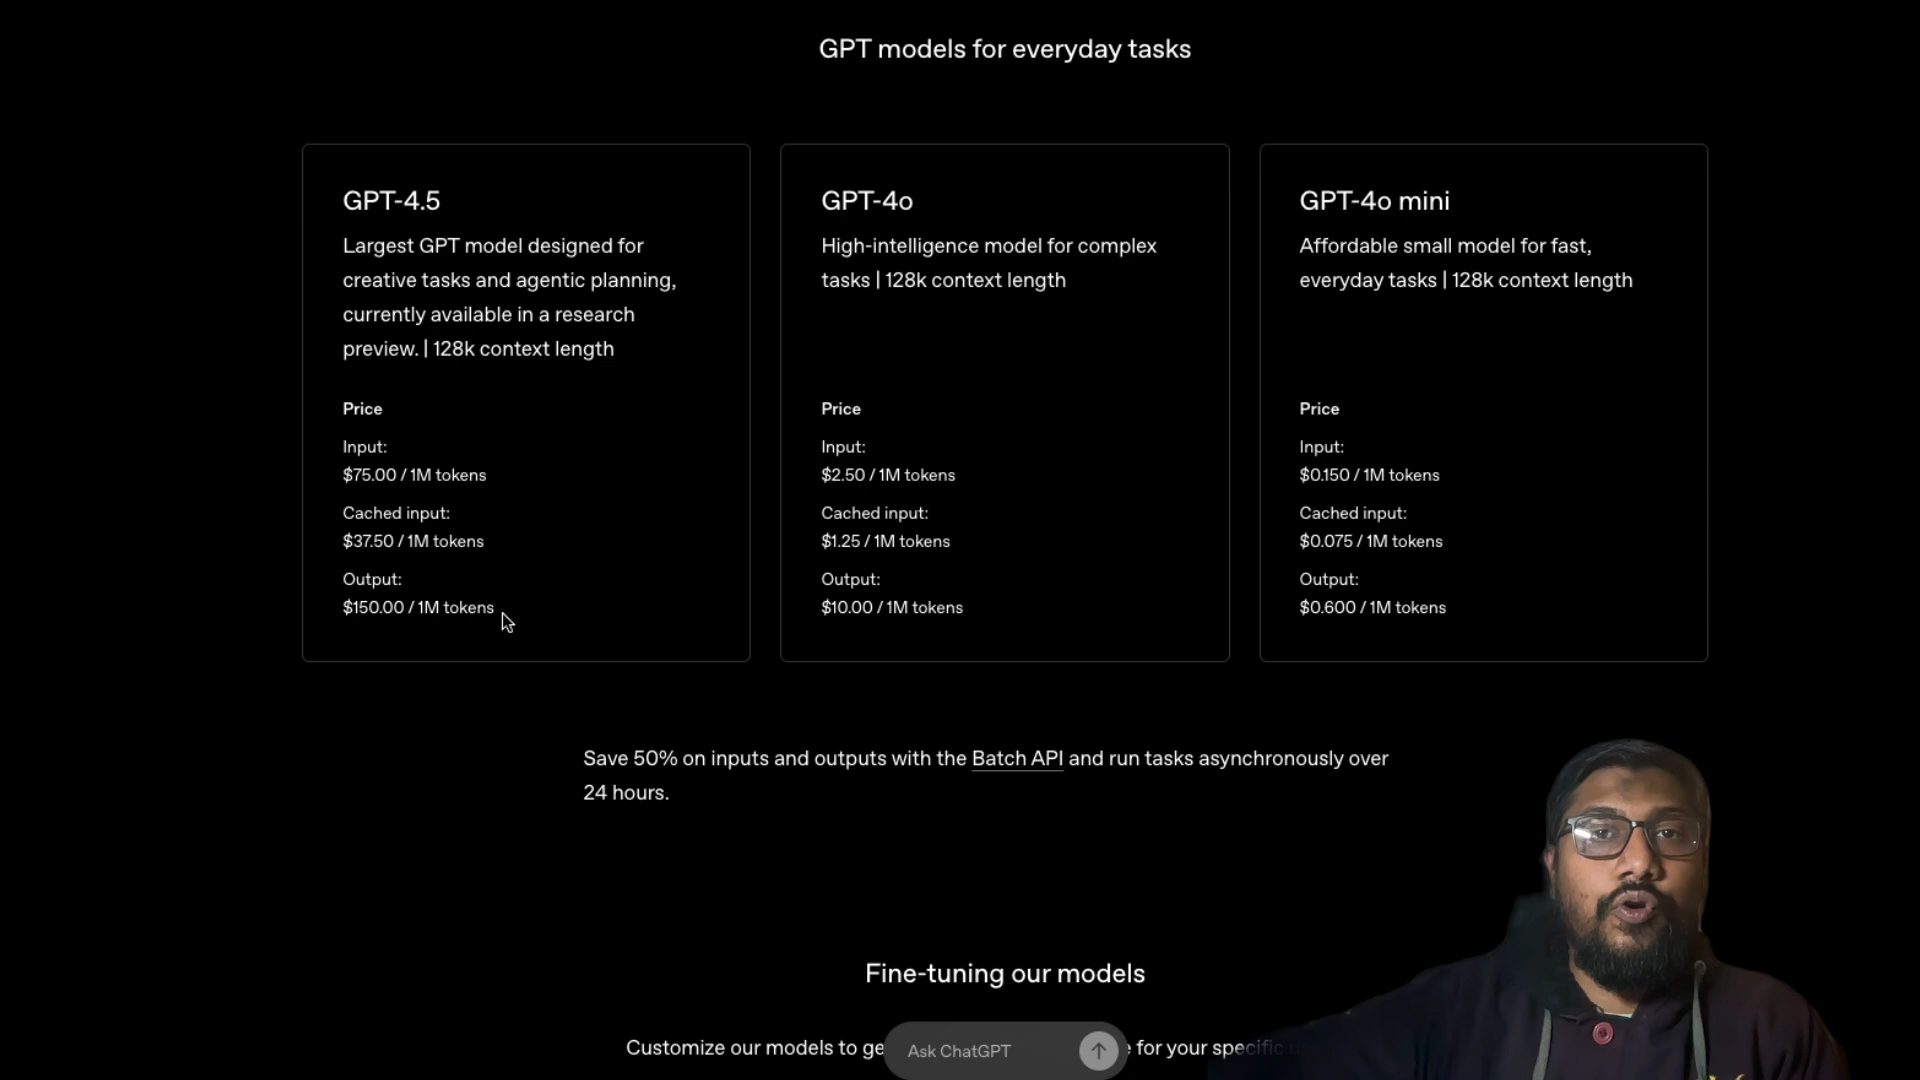 GPT models for everyday tasks
GPT-4.5
Largest GPT model designed for
creative tasks and agentic planning,
currently available in a research
preview. | 128k context length
Price
Input:
$75.00 / 1M tokens
Cached input:
$37.50 / 1M tokens
Output:
$150.00 / 1M tokens
GPT-4o
High-intelligence model for complex
tasks | 128k context length
Price
Input:
$2.50 / 1M tokens
Cached input:
$1.25 / 1M tokens
Output:
$10.00 / 1M tokens
GPT-4o mini
Affordable small model for fast,
everyday tasks | 128k context length
Price
Input:
$0.150 / 1M tokens
Cached input:
$0.075 / 1M tokens
Output:
$0.600 / 1M tokens
Save 50% on inputs and outputs with the Batch API and run tasks asynchronously over
24 hours.
Fine-tuning our models
Customize our models to ge for your specific
Ask ChatGPT